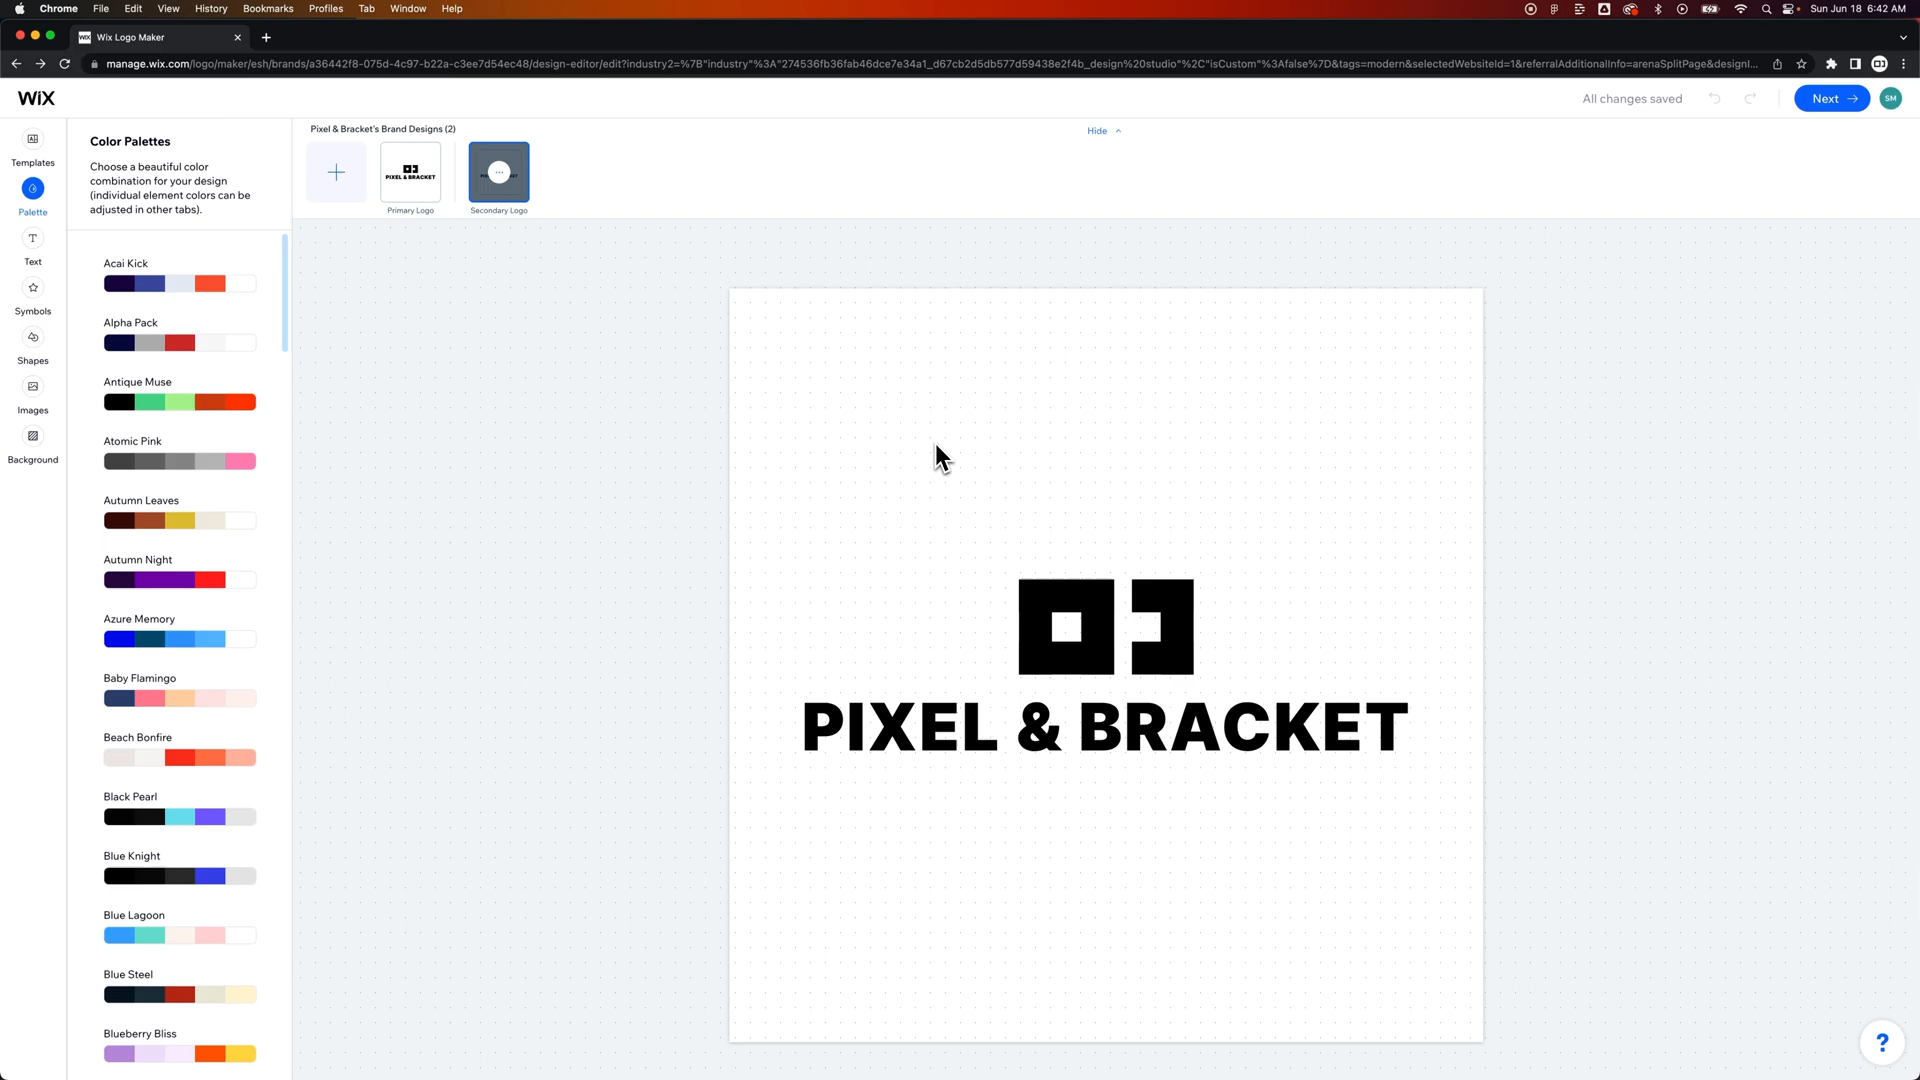 Chrome File Edit View History Bookmarks Profiles Tab Window Help
Sun Jun 18 6:42 AM
Wix Logo Maker
manage.wix.com/logo/maker/esh/brands/a36442f8-075d-4c97-b22a-c3ee7d54ec48/design-editor/edit?industry2=%7B"industry"%3A"274536fb36fab46dce7e34a1_d67cb2d5db577d59438e2f4b_design%20studio"%2C"isCustom"%3Afalse%7D&tags=modern&selectedWebsiteId=1&referralAdditionalInfo=arenaSplitPage&designI...
WiX
All changes saved
Next
SM
Templates
Palette
Text
Symbols
Shapes
Images
Background
Color Palettes
Choose a beautiful color
combination for your design
(individual element colors can be
adjusted in other tabs).
Acai Kick
Alpha Pack
Antique Muse
Atomic Pink
Autumn Leaves
Autumn Night
Azure Memory
Baby Flamingo
Beach Bonfire
Black Pearl
Blue Knight
Blue Lagoon
Blue Steel
Blueberry Bliss
Pixel & Bracket's Brand Designs (2)
Hide
PIXEL & BRACKET
Primary Logo
Secondary Logo
PIXEL & BRACKET
?